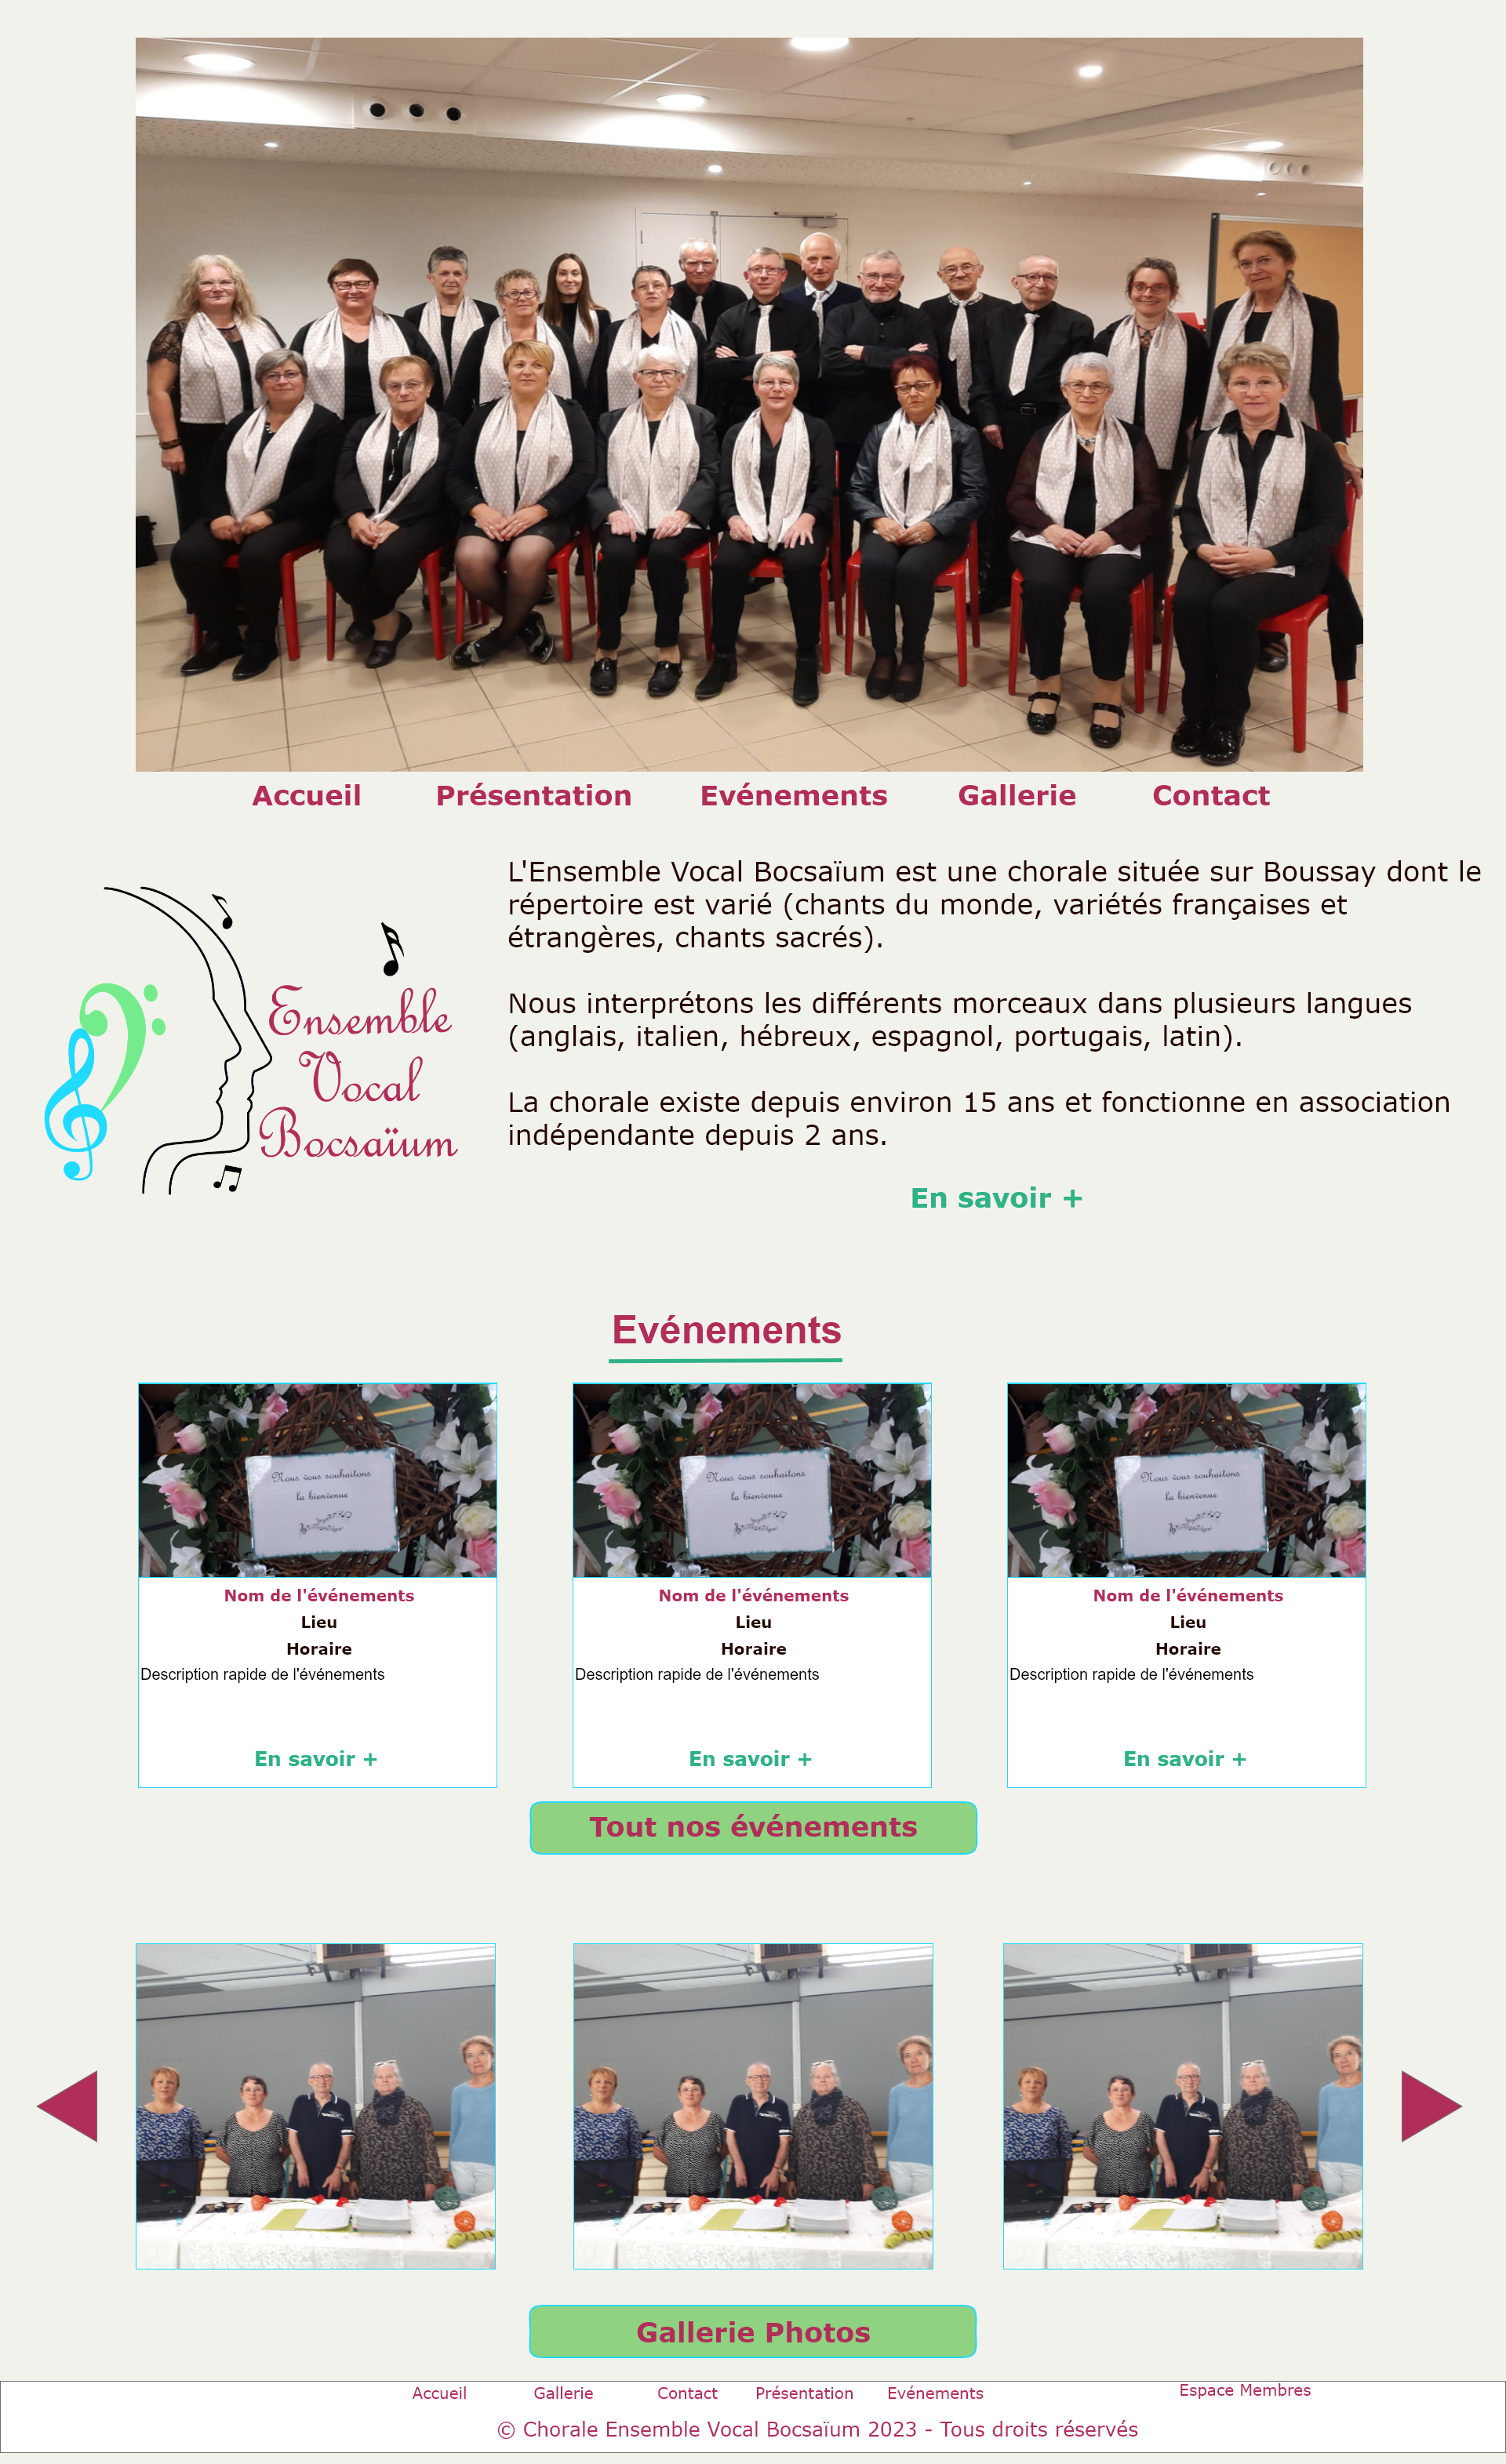 Accueil Présentation Evénements Gallerie Contact
L'Ensemble Vocal Bocsaïum est une chorale située sur Boussay dont le
répertoire est varié (chants du monde, variétés françaises et
étrangères, chants sacrés).
Nous interprétons les différents morceaux dans plusieurs langues
(anglais, italien, hébreux, espagnol, portugais, latin).
La chorale existe depuis environ 15 ans et fonctionne en association
indépendante depuis 2 ans.
En savoir +
Ensemble
Vocal
Bocsaïum
Evénements
Nous vous souhaitons
la bienvenue
Nom de l'événements
Lieu
Horaire
Description rapide de l'événements
En savoir +
Nous vous souhaitons
la bienvenue
Nom de l'événements
Lieu
Horaire
Description rapide de l'événements
En savoir +
Nous vous souhaitons
la bienvenue
Nom de l'événements
Lieu
Horaire
Description rapide de l'événements
En savoir +
Tout nos événements
Gallerie Photos
Accueil Gallerie Contact Présentation Evénements Espace Membres
© Chorale Ensemble Vocal Bocsaïum 2023 - Tous droits réservés